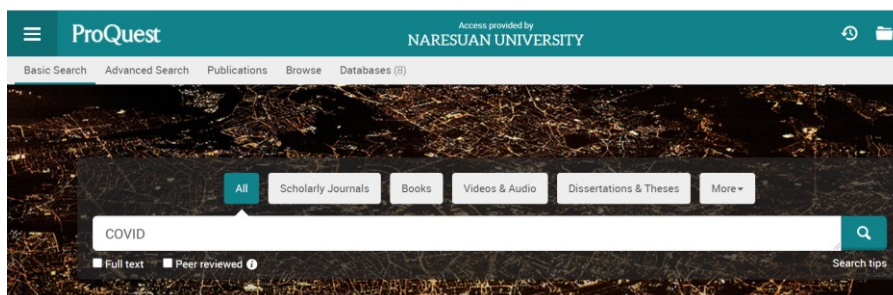 ProQuest
Access provided by
NARESUAN UNIVERSITY
Basic Search Advanced Search Publications Browse Databases (8)
All Scholarly Journals Books Videos & Audio Dissertations & Theses More
COVID
Full text Peer reviewed
Search tips